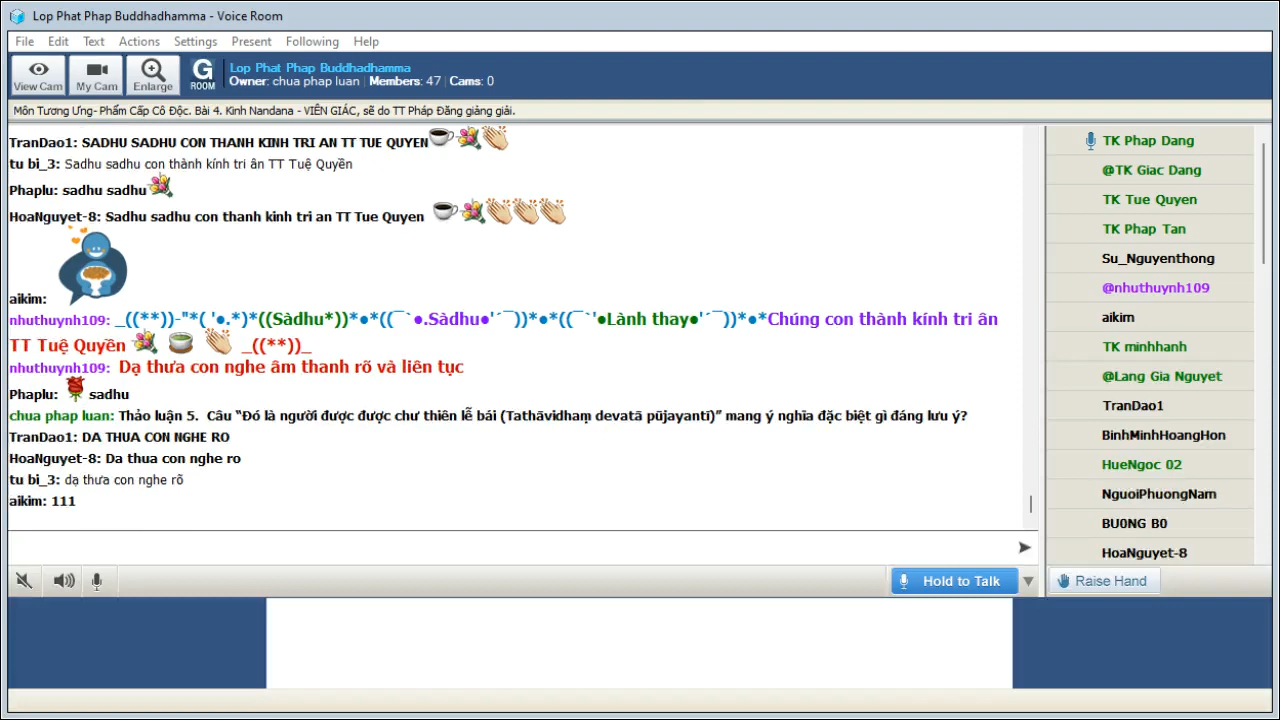 Lop Phat Phap Buddhadhamma - Voice Room
File Edit Text Actions Settings Present Following Help
View Cam My Cam Enlarge G ROOM
Lop Phat Phap Buddhadhamma
Owner: chua phap luan Members: 47 Cams: 0
Môn Tương Ưng- Phẩm Cấp Cô Độc. Bài 4. Kinh Nandana - VIÊN GIÁC, sẽ do TT Pháp Đăng giảng giải.
TranDao1: SADHU SADHU CON THANH KINH TRI AN TT TUE QUYEN
tu bi_3: Sadhu sadhu con thành kính tri ân TT Tuệ Quyền
Phaplu: sadhu sadhu
HoaNguyet-8: Sadhu sadhu con thanh kinh tri an TT Tue Quyen
aikim:
nhuthuynh109: _((**))-"*( '●.*)*((Sàdhu*))*●*((¯`●.Sàdhu●'´¯))*●*((¯`'●Lành thay●'´¯))*●*Chúng con thành kính tri ân
TT Tuệ Quyền _((**))_
nhuthuynh109: Dạ thưa con nghe âm thanh rõ và liên tục
Phaplu: sadhu
chua phap luan: Thảo luận 5. Câu “Đó là người được được chư thiên lễ bái (Tathāvidhaṃ devatā pūjayantī)” mang ý nghĩa đặc biệt gì đáng lưu ý?
TranDao1: DA THUA CON NGHE RO
HoaNguyet-8: Da thua con nghe ro
tu bi_3: dạ thưa con nghe rõ
aikim: 111
Hold to Talk
TK Phap Dang
@TK Giac Dang
TK Tue Quyen
TK Phap Tan
Su_Nguyenthong
@nhuthuynh109
aikim
TK minhhanh
@Lang Gia Nguyet
TranDao1
BinhMinhHoangHon
HueNgoc 02
NguoiPhuongNam
BU0NG B0
HoaNguyet-8
Raise Hand